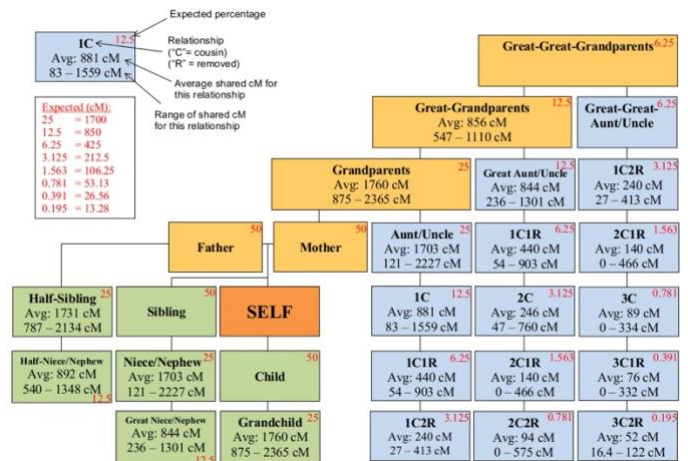 Expected percentage
1C 12.5
Avg: 881 cM
83 – 1559 cM
Relationship
("C"= cousin)
("R" = removed)
Average shared cM for
this relationship
Range of shared cM
for this relationship
Expected (cM):
25 = 1700
12.5 = 850
6.25 = 425
3.125 = 212.5
1.563 = 106.25
0.781 = 53.13
0.391 = 26.56
0.195 = 13.28
Great-Great-Grandparents 6.25
Great-Grandparents 12.5
Avg: 856 cM
547 – 1110 cM
Great-Great- 6.25
Aunt/Uncle
Grandparents 25
Avg: 1760 cM
875 – 2365 cM
Great Aunt/Uncle 12.5
Avg: 844 cM
236 – 1301 cM
1C2R 3.125
Avg: 240 cM
27 – 413 cM
Father 50
Mother 50
Aunt/Uncle 25
Avg: 1703 cM
121 – 2227 cM
1C1R 6.25
Avg: 440 cM
54 – 903 cM
2C1R 1.563
Avg: 140 cM
0 – 466 cM
Half-Sibling 25
Avg: 1731 cM
787 – 2134 cM
Sibling 50
SELF
1C 12.5
Avg: 881 cM
83 – 1559 cM
2C 3.125
Avg: 246 cM
47 – 760 cM
3C 0.781
Avg: 89 cM
0 – 334 cM
Half-Niece/Nephew
Avg: 892 cM
540 – 1348 cM
12.5
Niece/Nephew 25
Avg: 1703 cM
121 – 2227 cM
Child 50
1C1R 6.25
Avg: 440 cM
54 – 903 cM
2C1R 1.563
Avg: 140 cM
0 – 466 cM
3C1R 0.391
Avg: 76 cM
0 – 332 cM
Great Niece/Nephew
Avg: 844 cM
236 – 1301 cM
12.5
Grandchild 25
Avg: 1760 cM
875 – 2365 cM
1C2R 3.125
Avg: 240 cM
27 – 413 cM
2C2R 0.781
Avg: 94 cM
0 – 575 cM
3C2R 0.195
Avg: 52 cM
16.4 – 122 cM